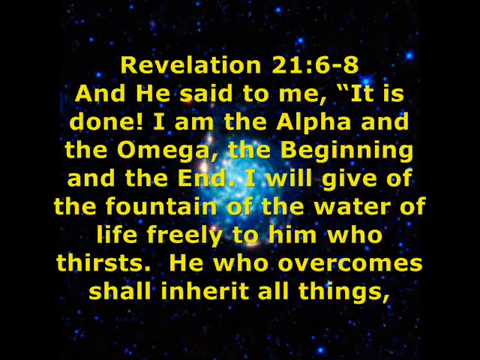 Revelation 21:6-8
And He said to me, “It is
done! I am the Alpha and
the Omega, the Beginning
and the End. I will give of
the fountain of the water of
life freely to him who
thirsts.  He who overcomes
shall inherit all things,